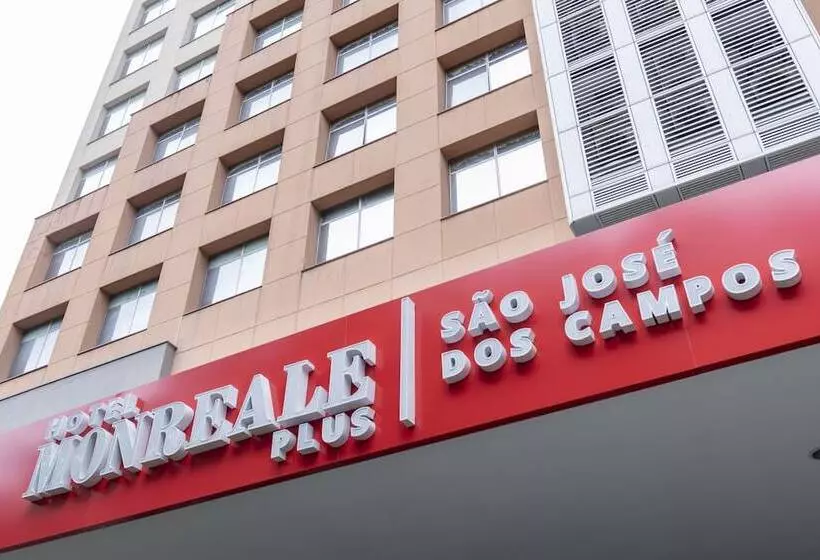 HOTEL
MONREALE
PLUS
SÃO JOSÉ
DOS CAMPOS